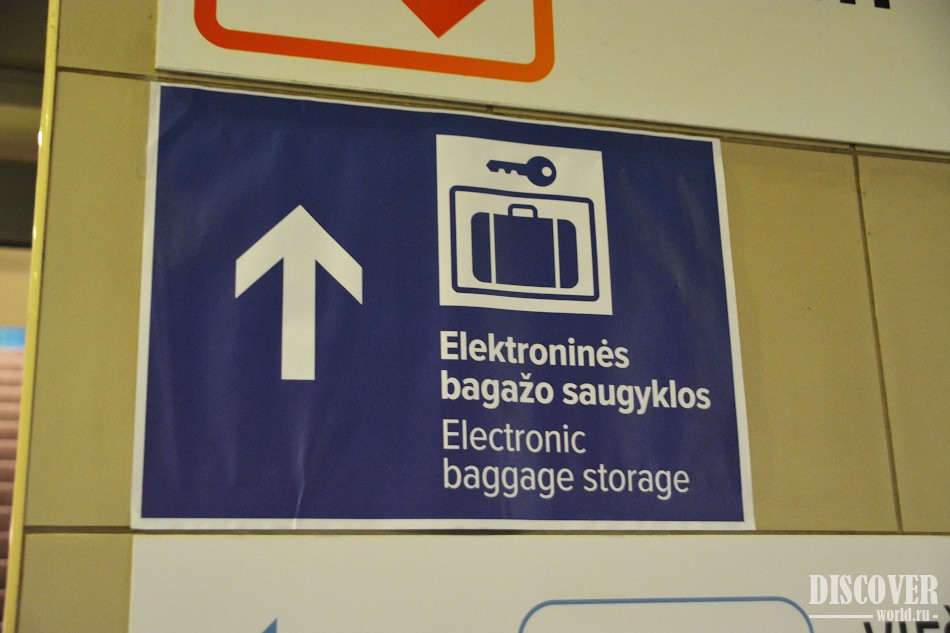 Elektroninės
bagažo saugyklos
Electronic
baggage storage
DISCOVER
world.ru